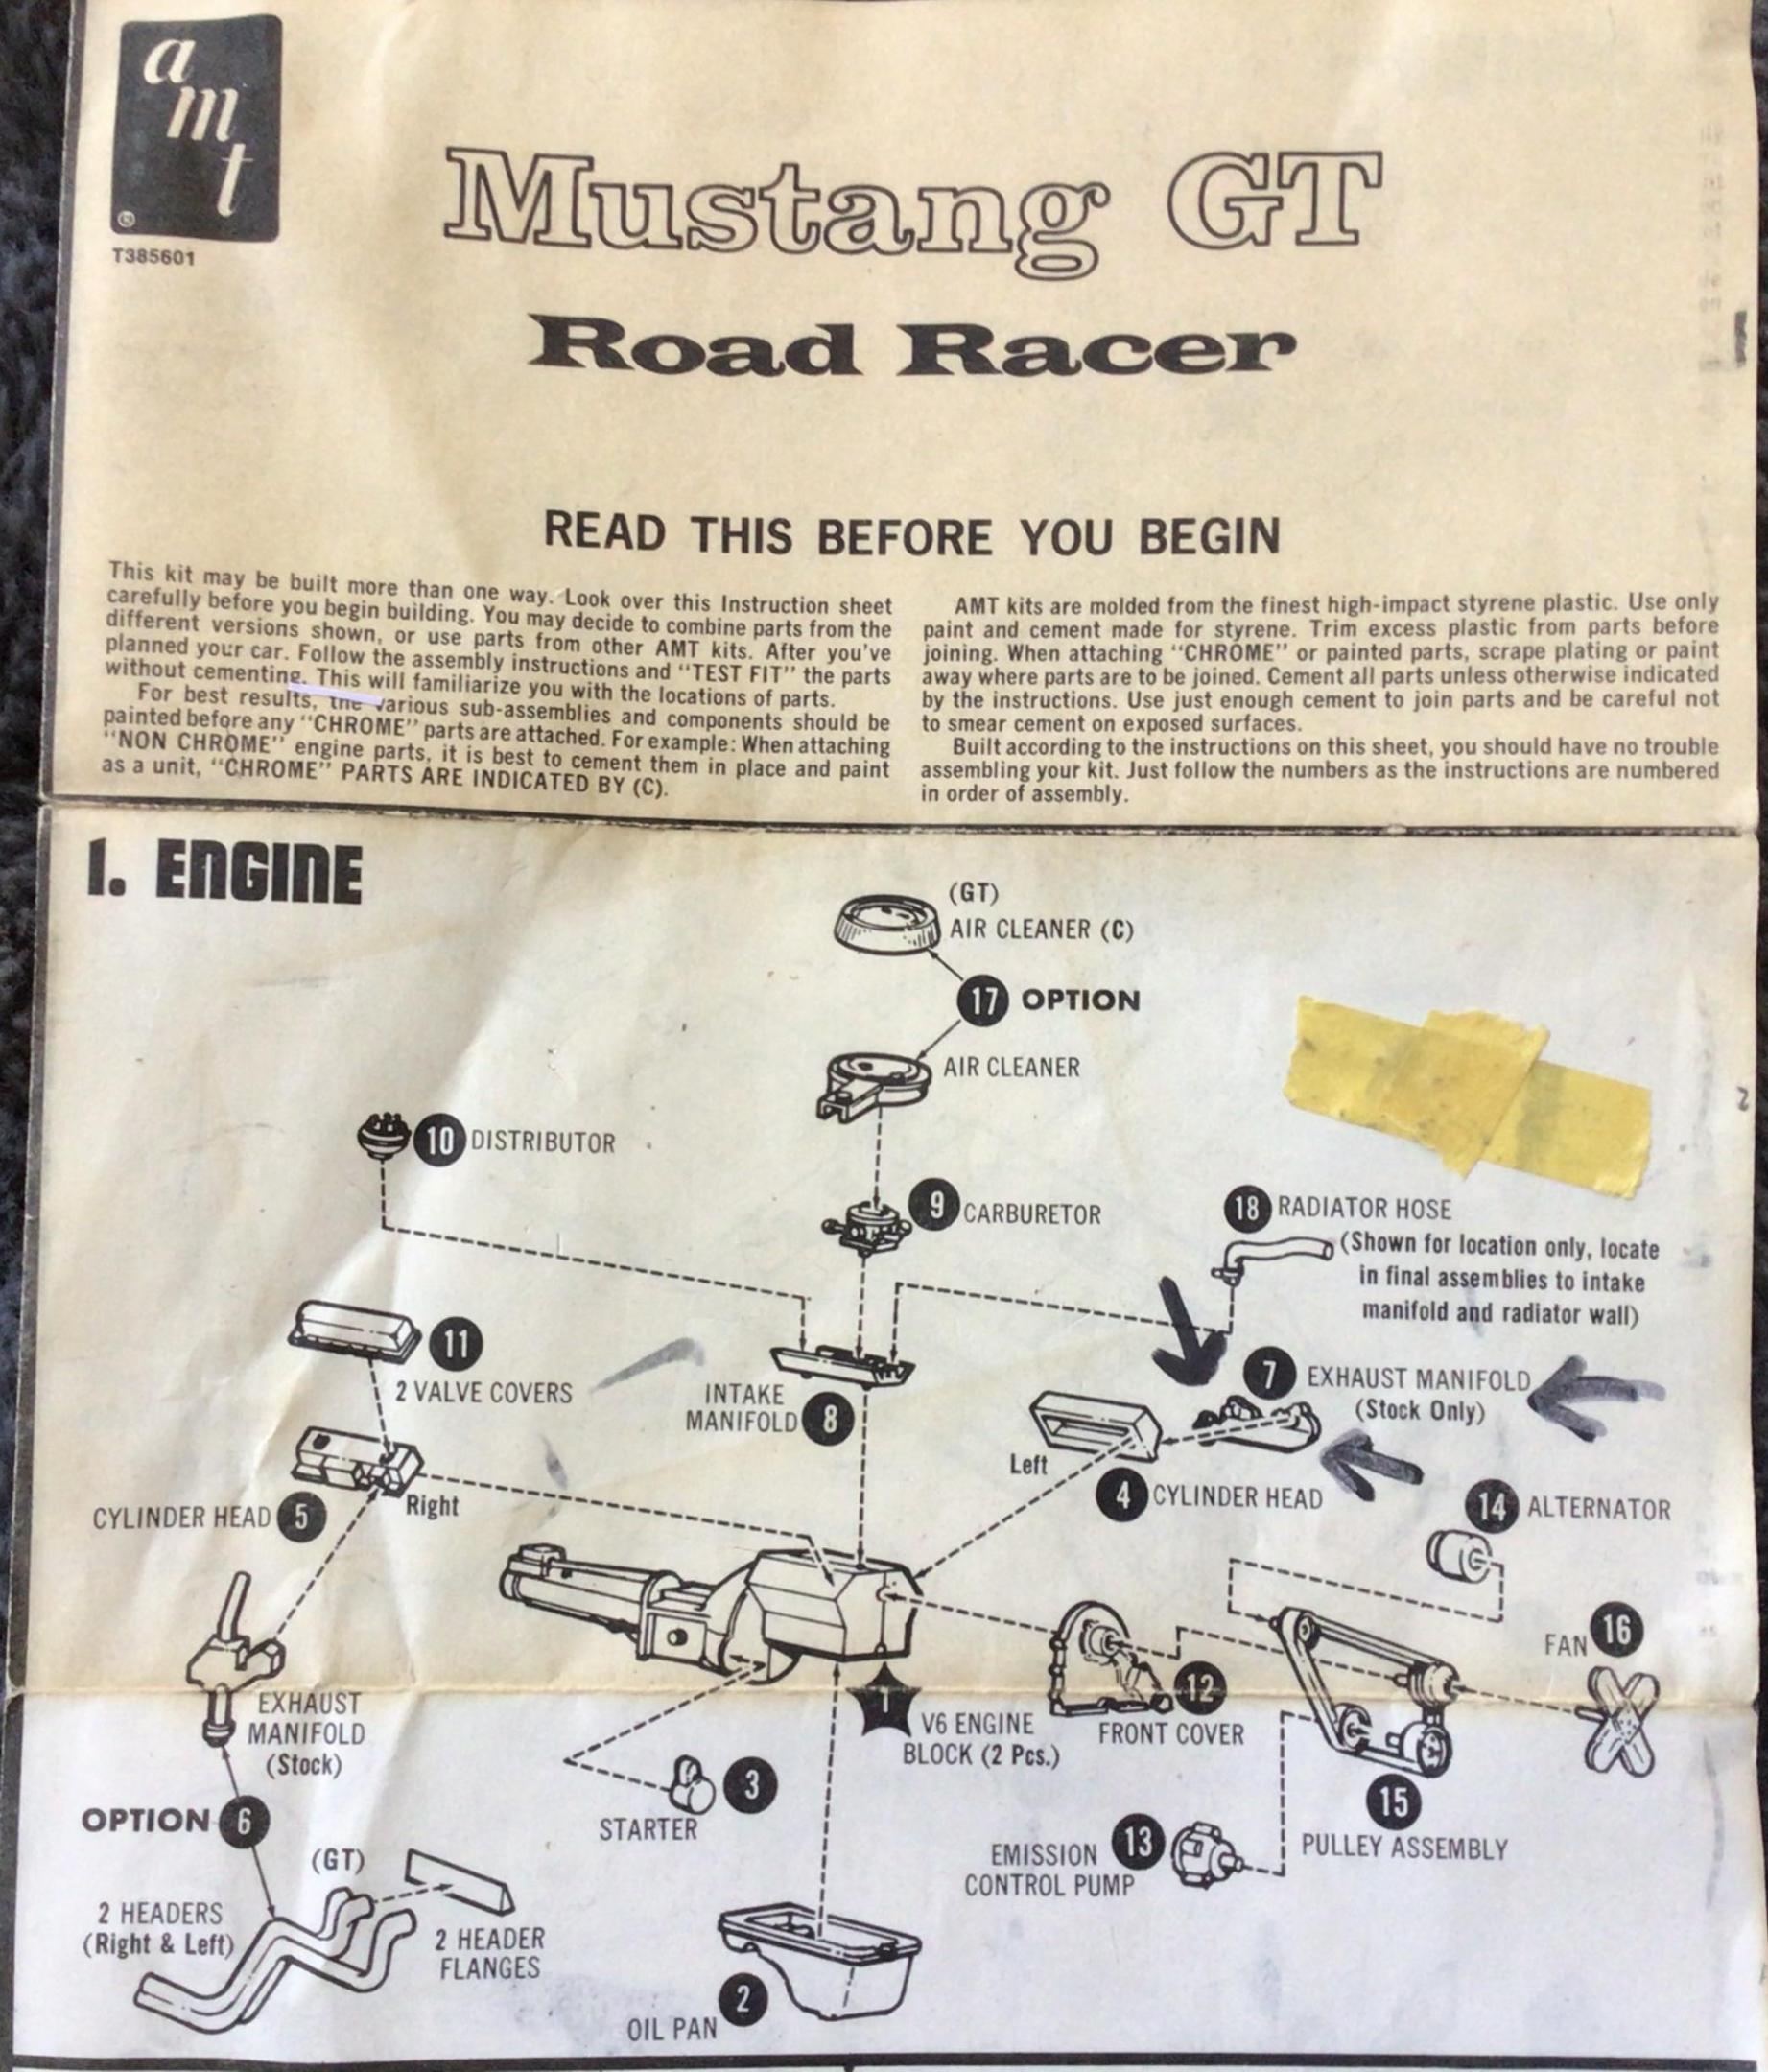 amt
®
T385601
Mustang GT
Road Racer
READ THIS BEFORE YOU BEGIN
This kit may be built more than one way. Look over this Instruction sheet
carefully before you begin building. You may decide to combine parts from the
different versions shown, or use parts from other AMT kits. After you've
planned your car. Follow the assembly instructions and "TEST FIT" the parts
without cementing. This will familiarize you with the locations of parts.
For best results, the various sub-assemblies and components should be
painted before any "CHROME" parts are attached. For example: When attaching
"NON CHROME" engine parts, it is best to cement them in place and paint
as a unit, "CHROME" PARTS ARE INDICATED BY (C).
AMT kits are molded from the finest high-impact styrene plastic. Use only
paint and cement made for styrene. Trim excess plastic from parts before
joining. When attaching "CHROME" or painted parts, scrape plating or paint
away where parts are to be joined. Cement all parts unless otherwise indicated
by the instructions. Use just enough cement to join parts and be careful not
to smear cement on exposed surfaces.
Built according to the instructions on this sheet, you should have no trouble
assembling your kit. Just follow the numbers as the instructions are numbered
in order of assembly.
1. ENGINE
(GT)
AIR CLEANER (C)
17 OPTION
AIR CLEANER
10 DISTRIBUTOR
9 CARBURETOR
18 RADIATOR HOSE
(Shown for location only, locate
in final assemblies to intake
manifold and radiator wall)
11
2 VALVE COVERS
INTAKE
MANIFOLD 8
7 EXHAUST MANIFOLD
(Stock Only)
Left
4 CYLINDER HEAD
CYLINDER HEAD 5
Right
14 ALTERNATOR
FAN 16
EXHAUST
MANIFOLD
(Stock)
1
V6 ENGINE
BLOCK (2 Pcs.)
12
FRONT COVER
3
STARTER
15
PULLEY ASSEMBLY
EMISSION
CONTROL PUMP
13
OPTION 6
(GT)
2 HEADERS
(Right & Left)
2 HEADER
FLANGES
2
OIL PAN